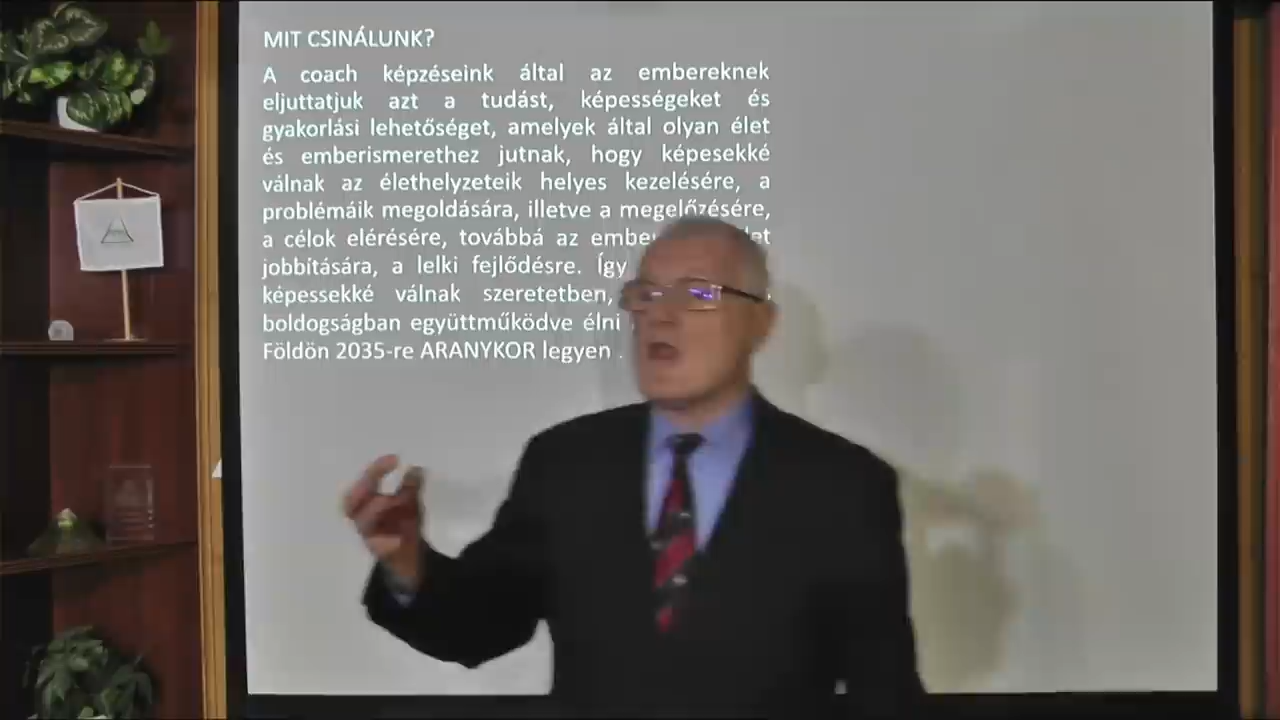 MIT CSINÁLUNK?
A coach képzéseink által az embereknek
eljuttatjuk azt a tudást, képességeket és
gyakorlási lehetőséget, amelyek által olyan élet
és emberismerethez jutnak, hogy képesekké
válnak az élethelyzeteik helyes kezelésére, a
problémáik megoldására, illetve a megelőzésére,
a célok elérésére, továbbá az
jobbítására, a lelki fejlődésre. Így
képessekké válnak szeretetben,
boldogságban együttműködve élni
Földön 2035-re ARANYKOR legyen .